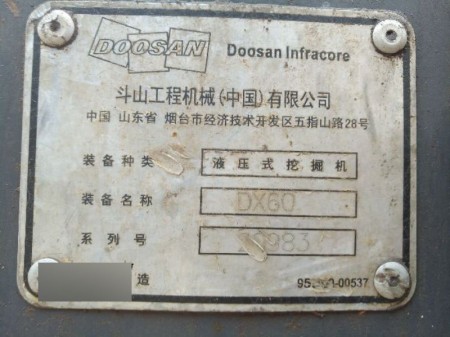 DOOSAN Doosan Infracore
斗山工程机械(中国)有限公司
中国 山东省 烟台市经济技术开发区五指山路28号
装备种类 液压式挖掘机
装备名称 DX60
系列号
造